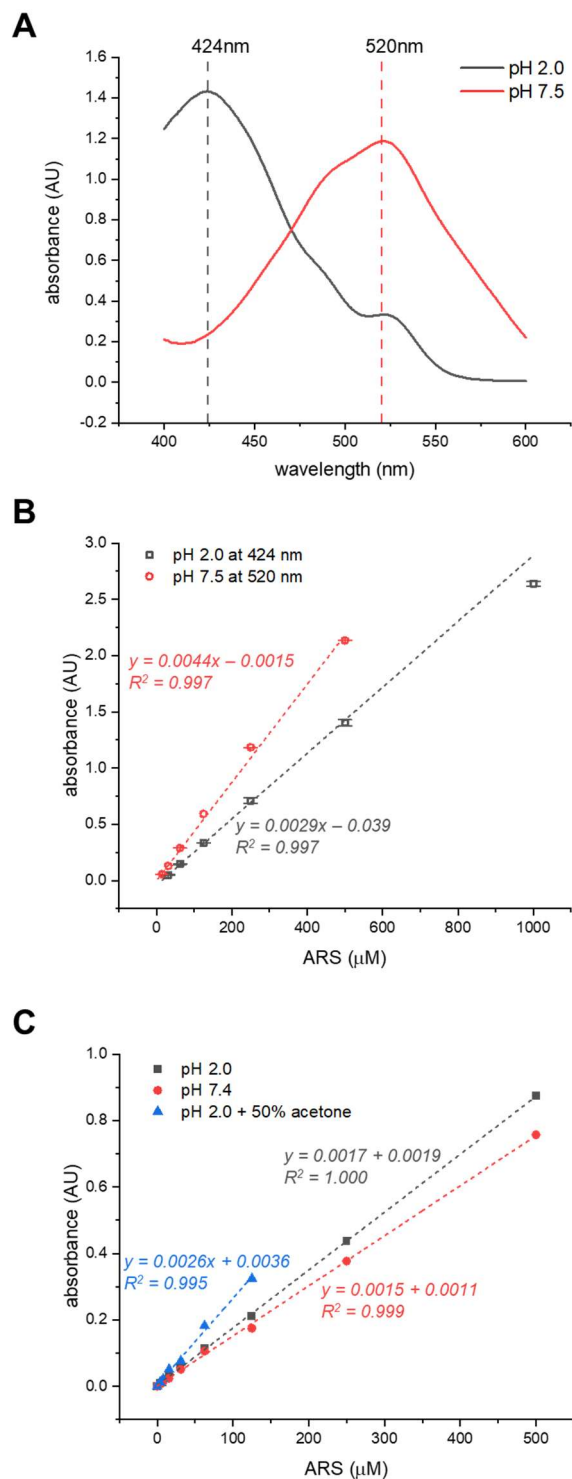 A
424nm
520nm
pH 2.0
pH 7.5
1.6
1.4
1.2
1.0
0.8
0.6
0.4
0.2
0.0
-0.2
absorbance (AU)
400
450
500
550
600
wavelength (nm)
B
pH 2.0 at 424 nm
pH 7.5 at 520 nm
y = 0.0044x – 0.0015
R² = 0.997
y = 0.0029x – 0.039
R² = 0.997
3.0
2.5
2.0
1.5
1.0
0.5
0.0
absorbance (AU)
0
200
400
600
800
1000
ARS (μM)
C
pH 2.0
pH 7.4
pH 2.0 + 50% acetone
y = 0.0017 + 0.0019
R² = 1.000
y = 0.0026x + 0.0036
R² = 0.995
y = 0.0015 + 0.0011
R² = 0.999
1.0
0.8
0.6
0.4
0.2
0.0
absorbance (AU)
0
50
100
150
200
250
300
350
400
450
500
ARS (μM)